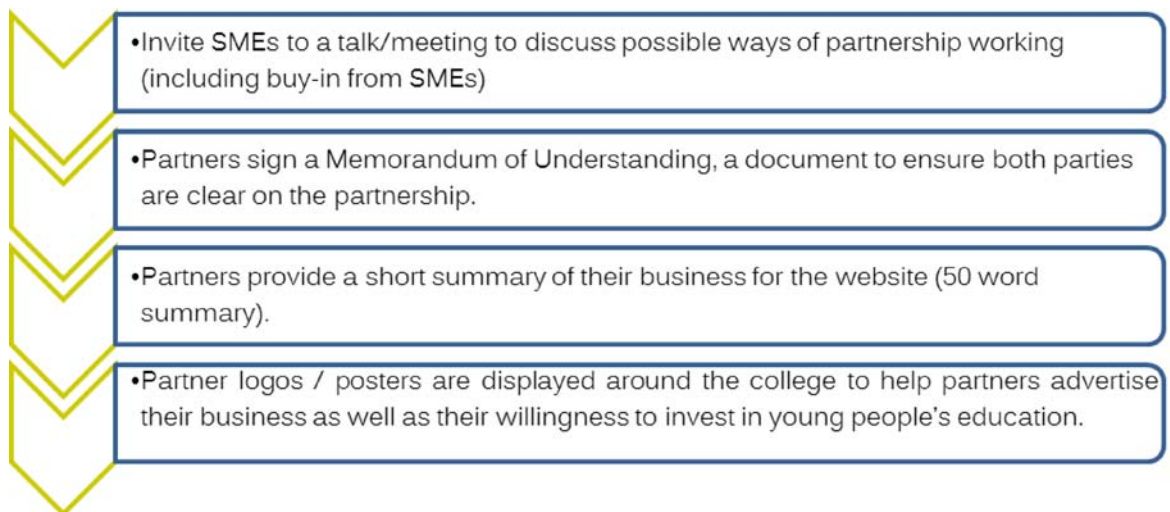 •Invite SMEs to a talk/meeting to discuss possible ways of partnership working
(including buy-in from SMEs)
•Partners sign a Memorandum of Understanding, a document to ensure both parties
are clear on the partnership.
•Partners provide a short summary of their business for the website (50 word
summary).
•Partner logos / posters are displayed around the college to help partners advertise
their business as well as their willingness to invest in young people's education.